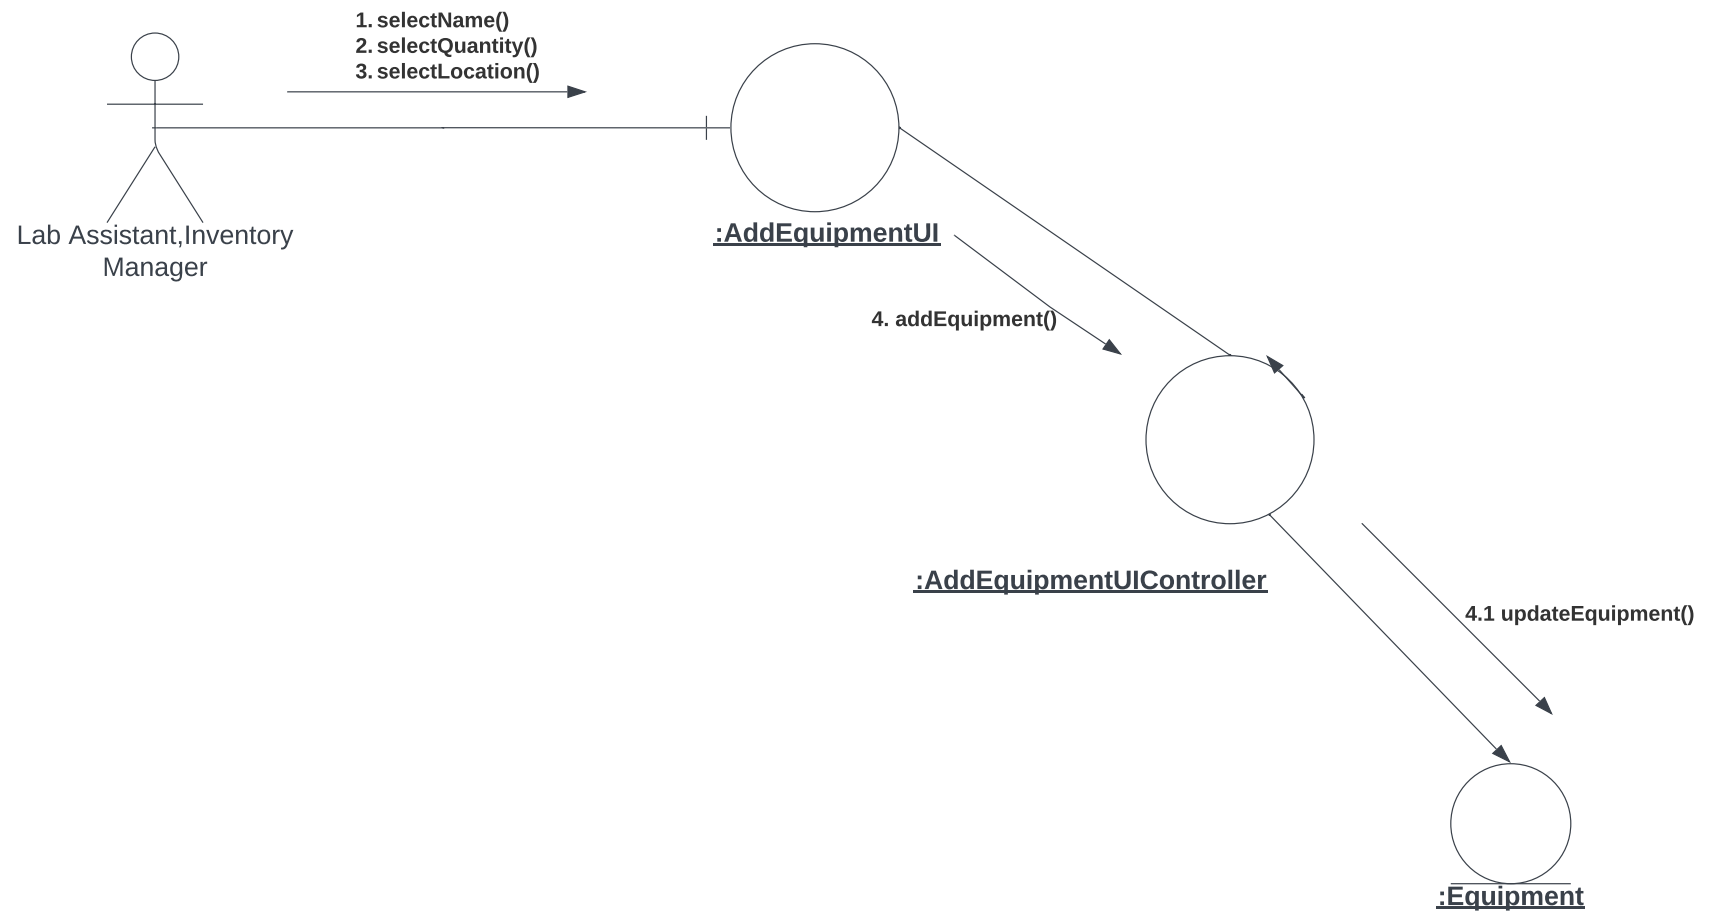 1. selectName()
2. selectQuantity()
3. selectLocation()
Lab Assistant,Inventory
Manager
:AddEquipmentUI
4. addEquipment()
:AddEquipmentUIController
4.1 updateEquipment()
:Equipment